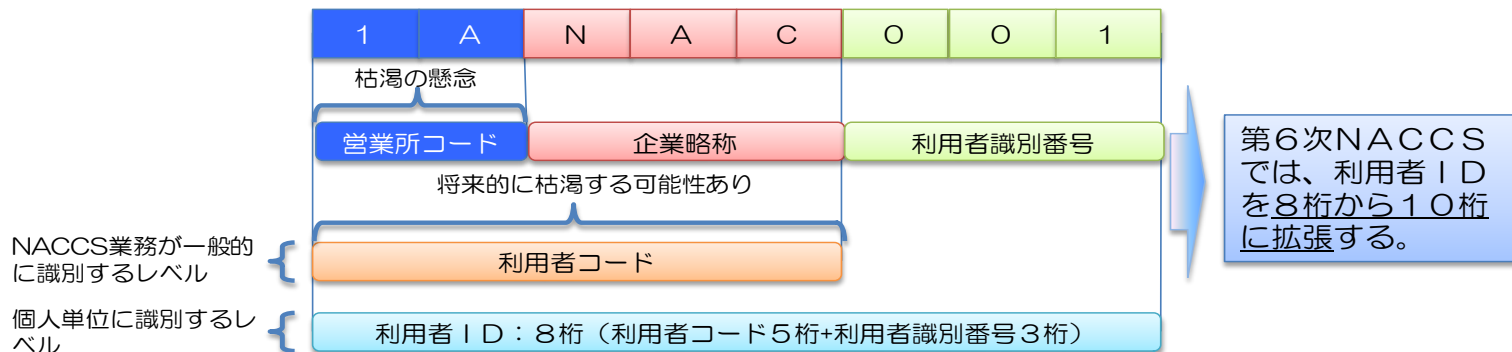 1 A N A C 0 0 1
枯渇の懸念
営業所コード 企業略称 利用者識別番号
将来的に枯渇する可能性あり
NACCS業務が一般的
に識別するレベル
利用者コード
個人単位に識別するレ
ベル
利用者ID:8桁(利用者コード5桁+利用者識別番号3桁)
第6次NACCS
では、利用者ID
を8桁から10桁
に拡張する。